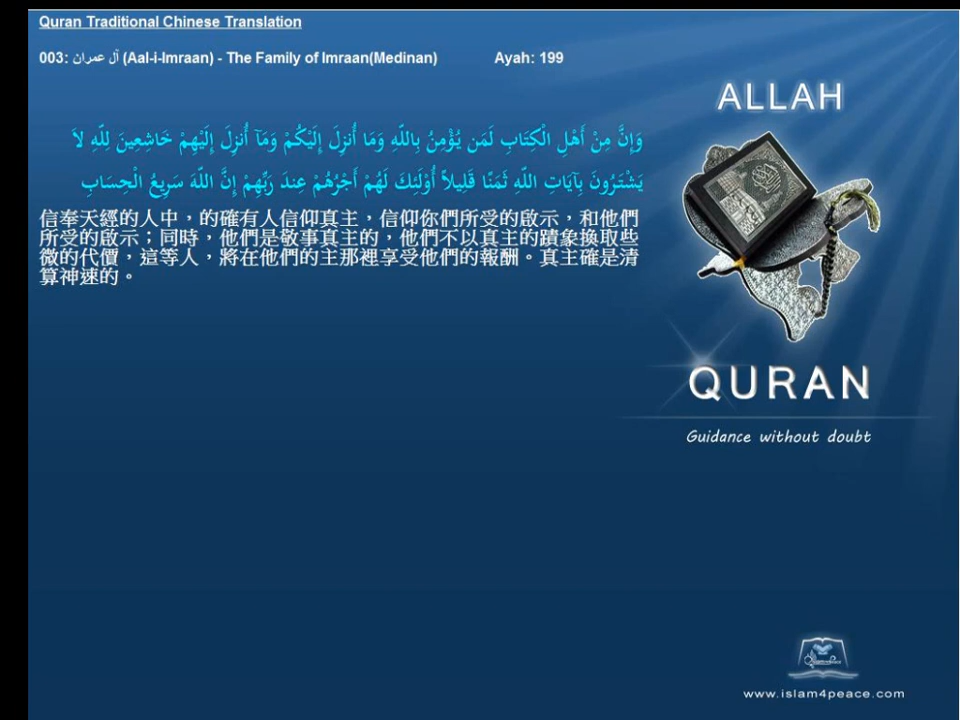 Quran Traditional Chinese Translation
003: آل عمران (Aal-i-Imraan) - The Family of Imraan(Medinan) Ayah: 199
وَإِنَّ مِنْ أَهْلِ الْكِتَابِ لَمَن يُؤْمِنُ بِاللّهِ وَمَا أُنزِلَ إِلَيْكُمْ وَمَآ أُنزِلَ إِلَيْهِمْ خَاشِعِينَ لِلّهِ لاَ
يَشْتَرُونَ بِآيَاتِ اللّهِ ثَمَنًا قَلِيلاً أُوْلَئِكَ لَهُمْ أَجْرُهُمْ عِندَ رَبِّهِمْ إِنَّ اللّهَ سَرِيعُ الْحِسَابِ
信奉天經的人中，的確有人信仰真主，信仰你們所受的啟示，和他們
所受的啟示；同時，他們是敬事真主的，他們不以真主的蹟象換取些
微的代價，這等人，將在他們的主那裡享受他們的報酬。真主確是清
算神速的。
ALLAH
QURAN
Guidance without doubt
www.islam4peace.com